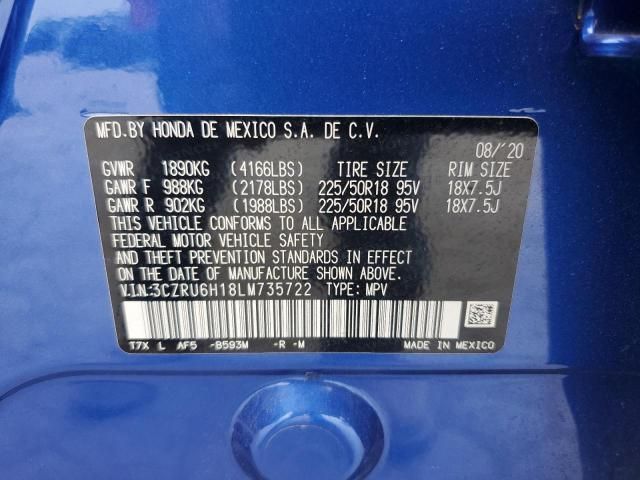 MFD.BY HONDA DE MEXICO S.A. DE C.V.
08/'20
GVWR 1890KG (4166LBS) TIRE SIZE RIM SIZE
GAWR F 988KG (2178LBS) 225/50R18 95V 18X7.5J
GAWR R 902KG (1988LBS) 225/50R18 95V 18X7.5J
THIS VEHICLE CONFORMS TO ALL APPLICABLE
FEDERAL MOTOR VEHICLE SAFETY
STANDARDS IN EFFECT
ON THE DATE OF MANUFACTURE SHOWN ABOVE.
V.I.N:3CZRU6H18LM735722 TYPE: MPV
T7X L AF5 -B593M -R -M MADE IN MEXICO